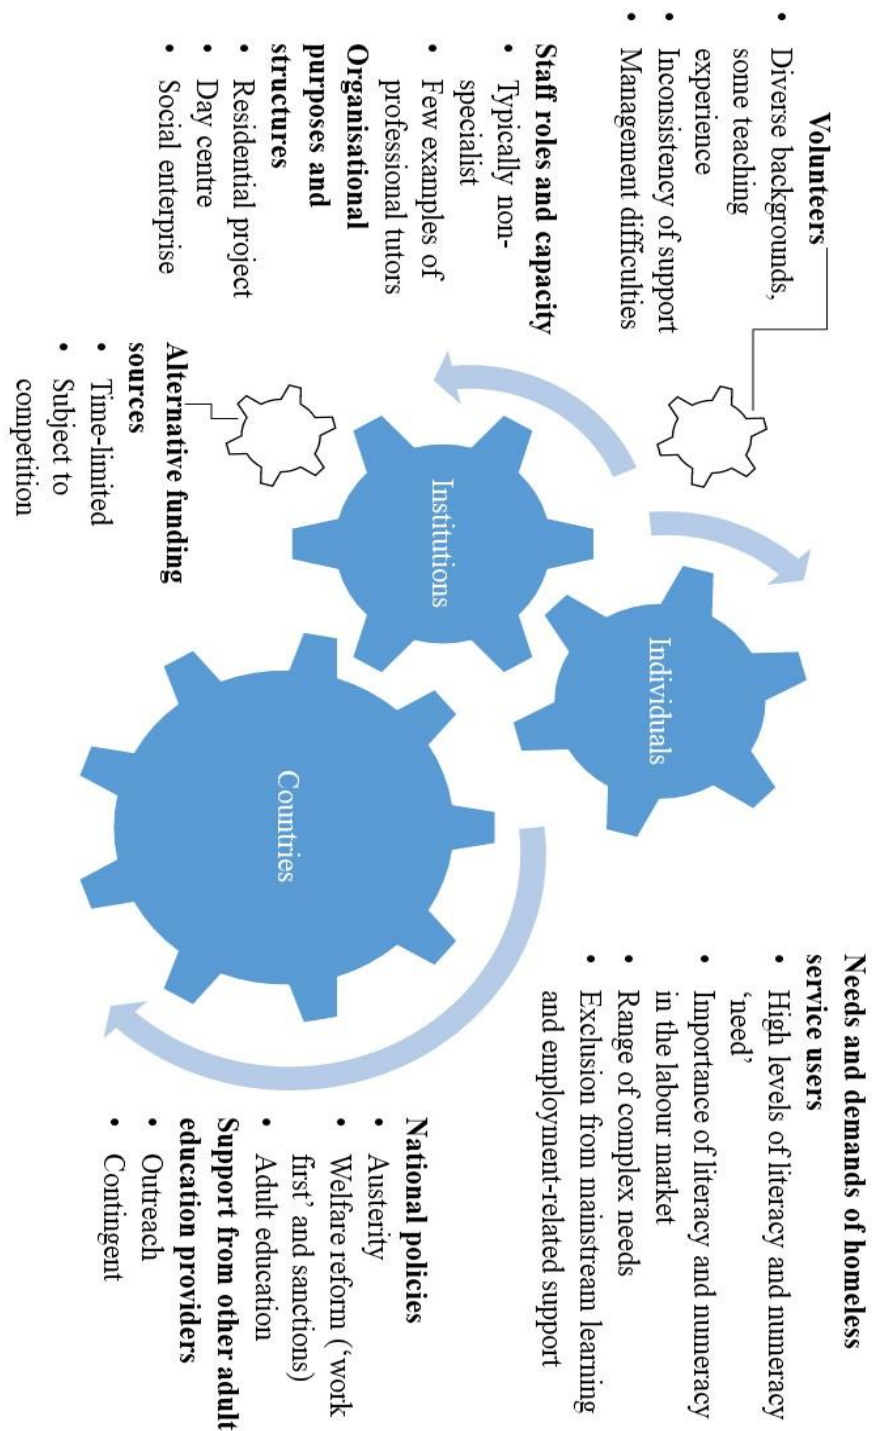 Volunteers
• Diverse backgrounds,
some teaching
experience
• Inconsistency of support
• Management difficulties
Staff roles and capacity
• Typically non-
specialist
• Few examples of
professional tutors
Organisational
purposes and
structures
• Residential project
• Day centre
• Social enterprise
Alternative funding
sources
• Time-limited
• Subject to
competition
Individuals
Institutions
Countries
Needs and demands of homeless
service users
• High levels of literacy and numeracy
‘need’
• Importance of literacy and numeracy
in the labour market
• Range of complex needs
• Exclusion from mainstream learning
and employment-related support
National policies
• Austerity
• Welfare reform (‘work
first’ and sanctions)
• Adult education
Support from other adult
education providers
• Outreach
• Contingent